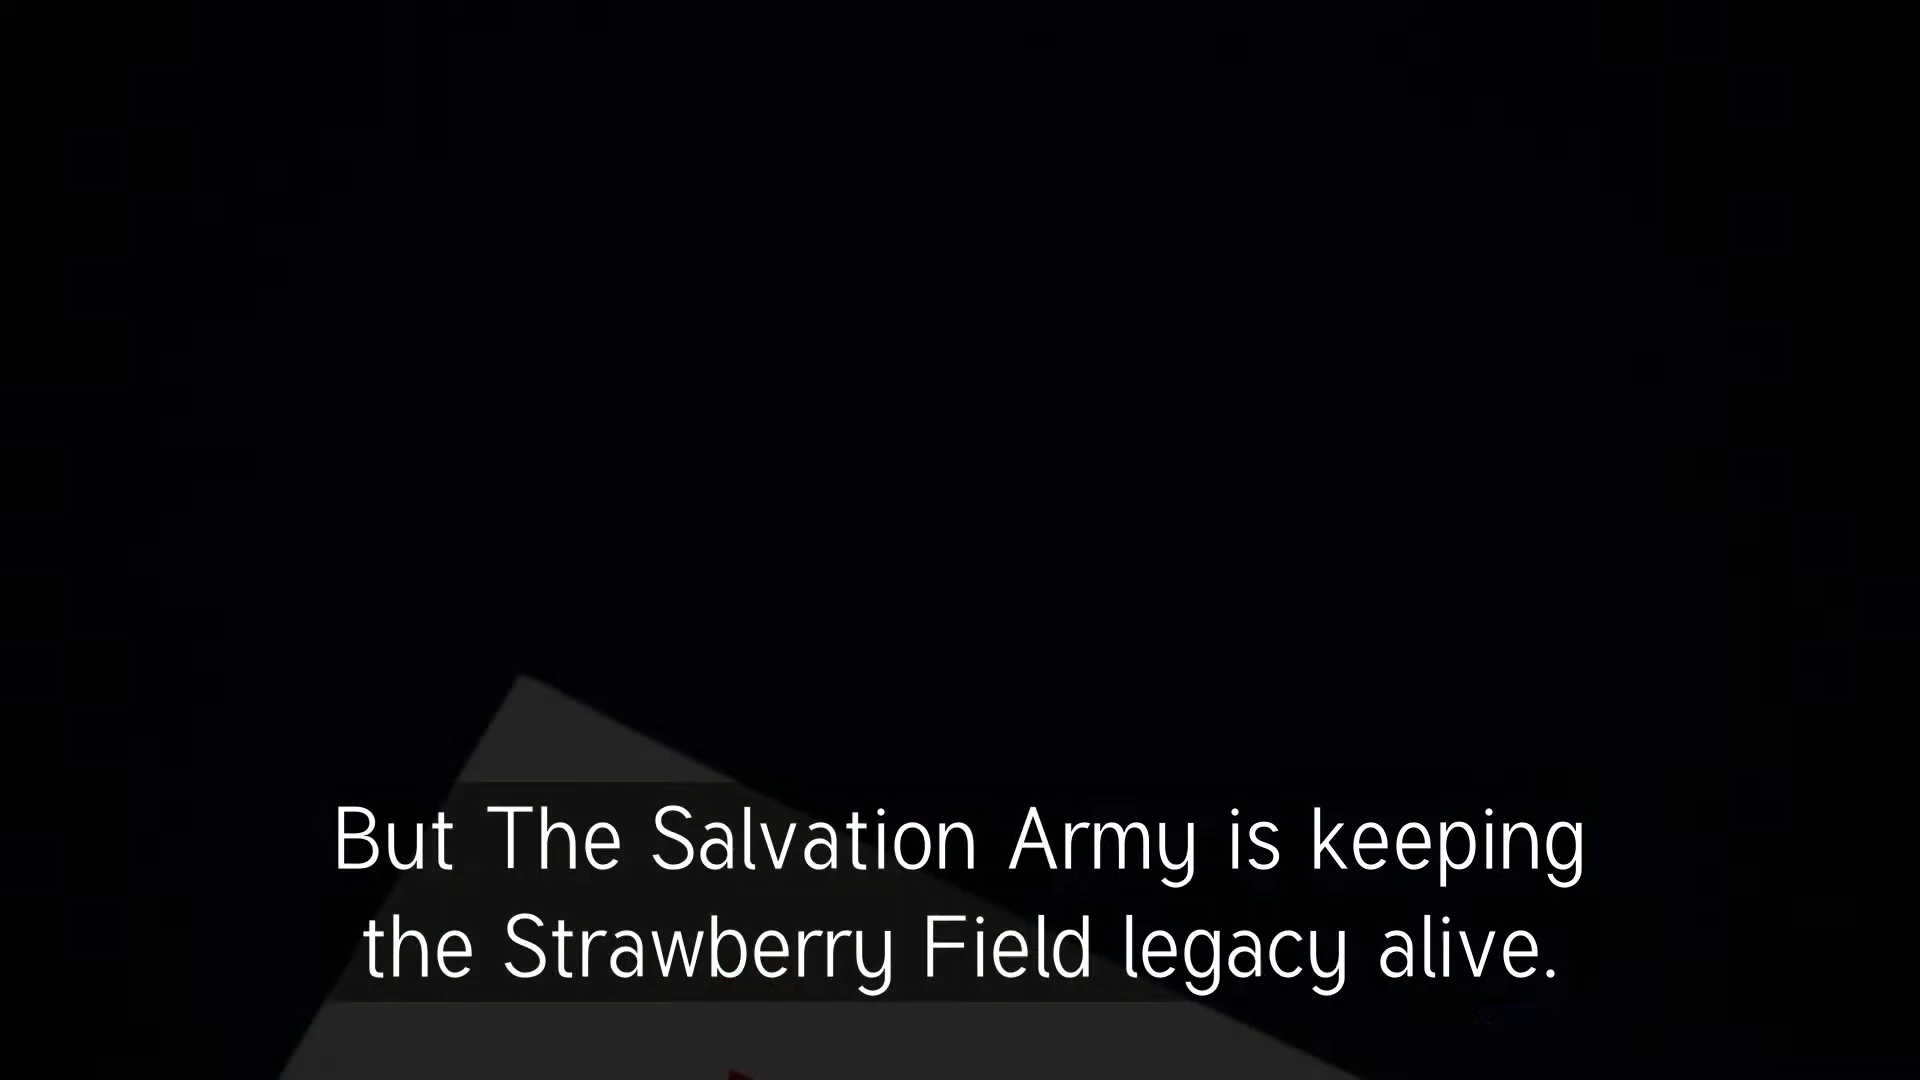 But The Salvation Army is keeping
the Strawberry Field legacy alive.